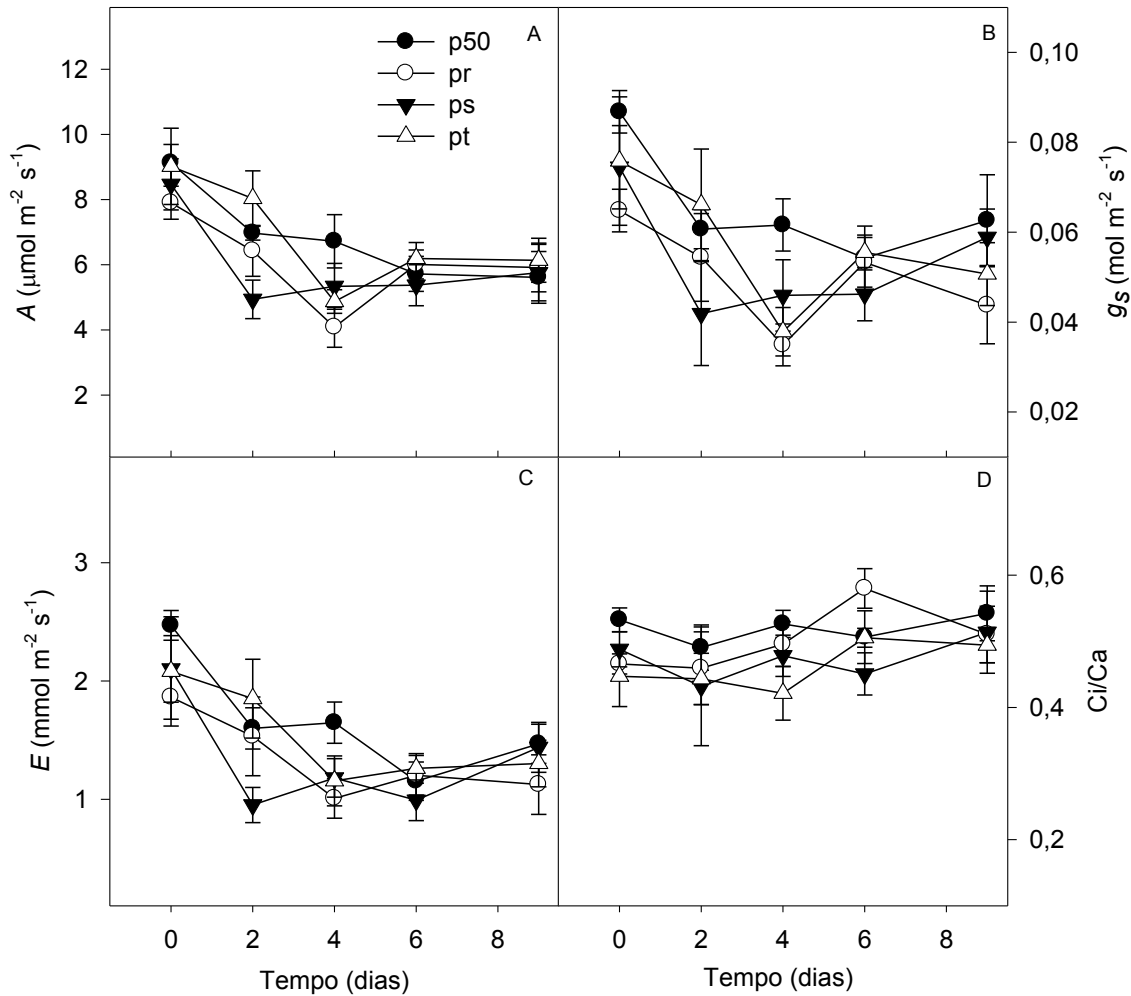 A
p50
pr
ps
pt
12
10
8
6
4
2
A (μmol m⁻² s⁻¹)
B
0,10
0,08
0,06
0,04
0,02
gs (mol m⁻² s⁻¹)
C
3
2
1
E (mmol m⁻² s⁻¹)
0 2 4 6 8
Tempo (dias)
D
0,6
0,4
0,2
Ci/Ca
0 2 4 6 8
Tempo (dias)